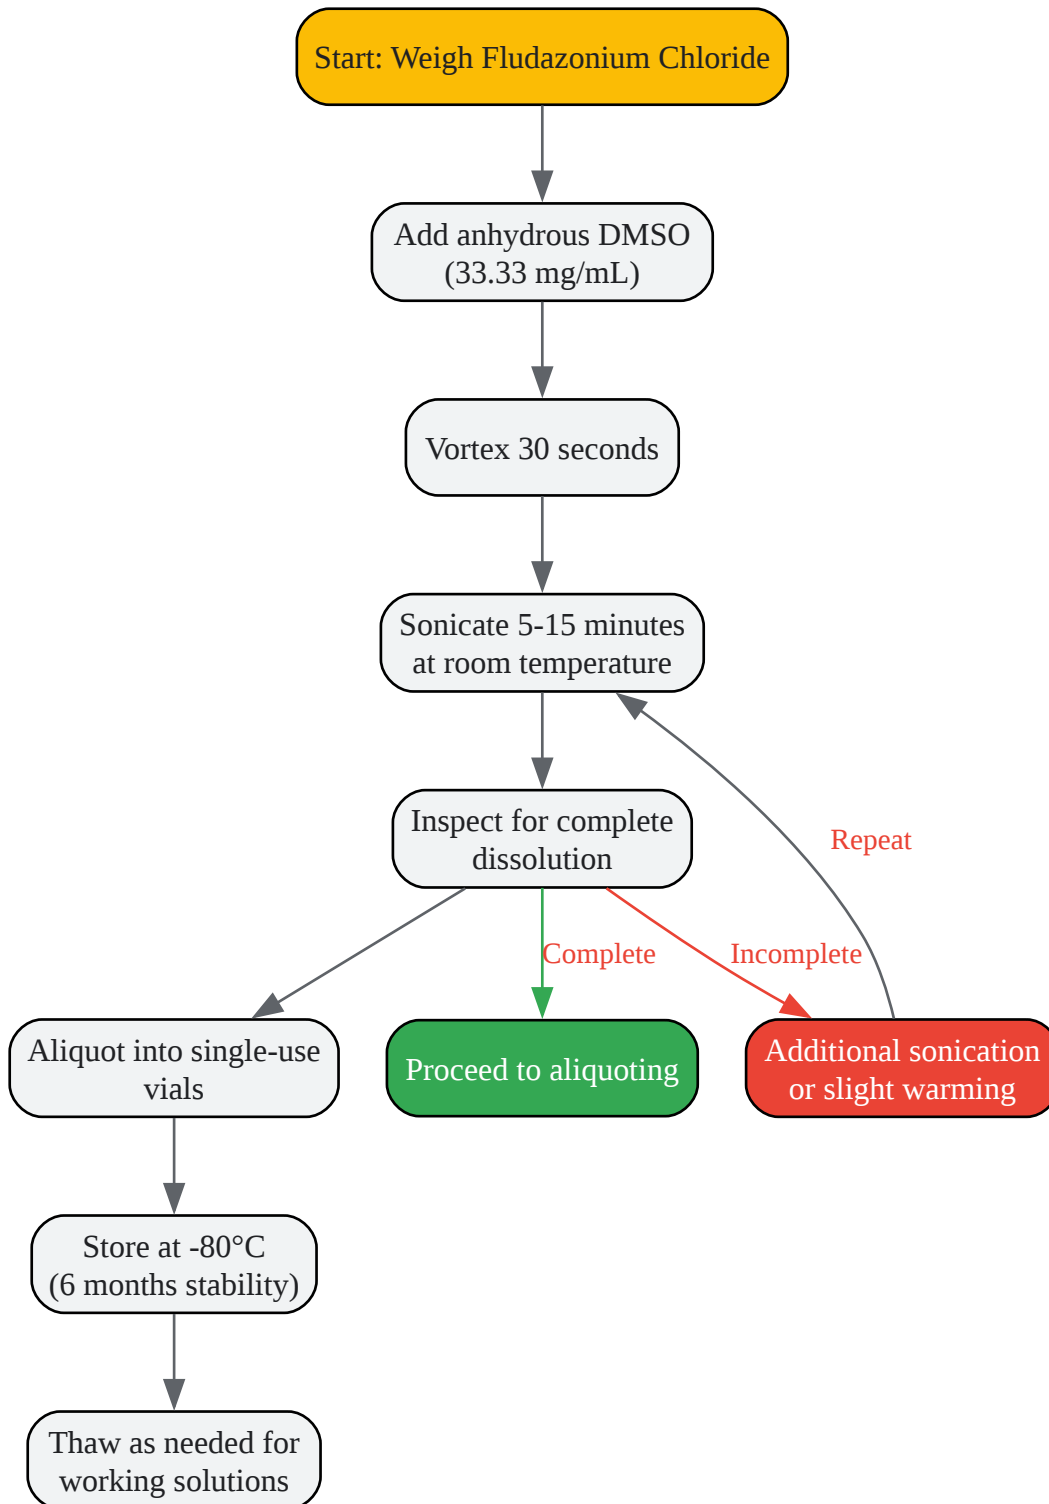 Start: Weigh Fludazonium Chloride
Add anhydrous DMSO
(33.33 mg/mL)
Vortex 30 seconds
Sonicate 5-15 minutes
at room temperature
Inspect for complete
dissolution
Repeat
Complete
Incomplete
Aliquot into single-use
vials
Proceed to aliquoting
Additional sonication
or slight warming
Store at -80°C
(6 months stability)
Thaw as needed for
working solutions